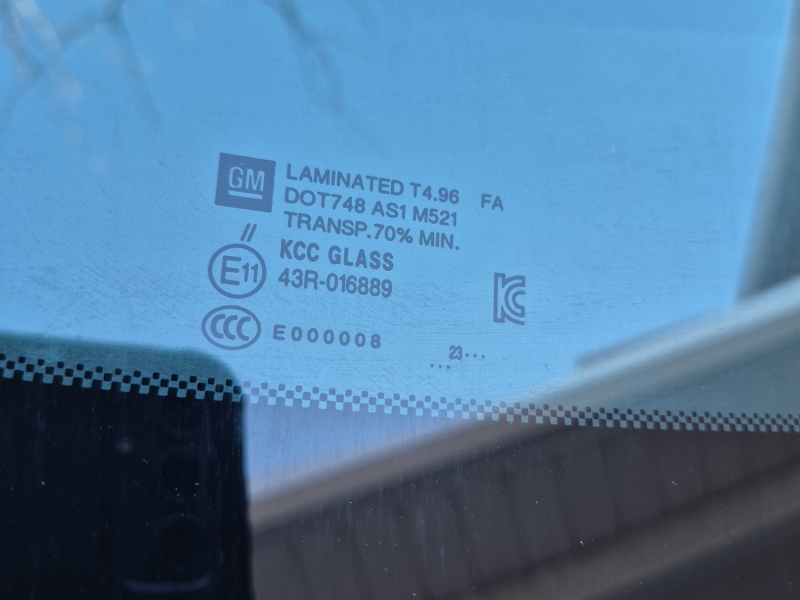 GM
LAMINATED T4.96 FA
DOT748 AS1 M521
TRANSP.70% MIN.
//
KCC GLASS
E11
43R-016889
KC
CCC
E000008
23...
...